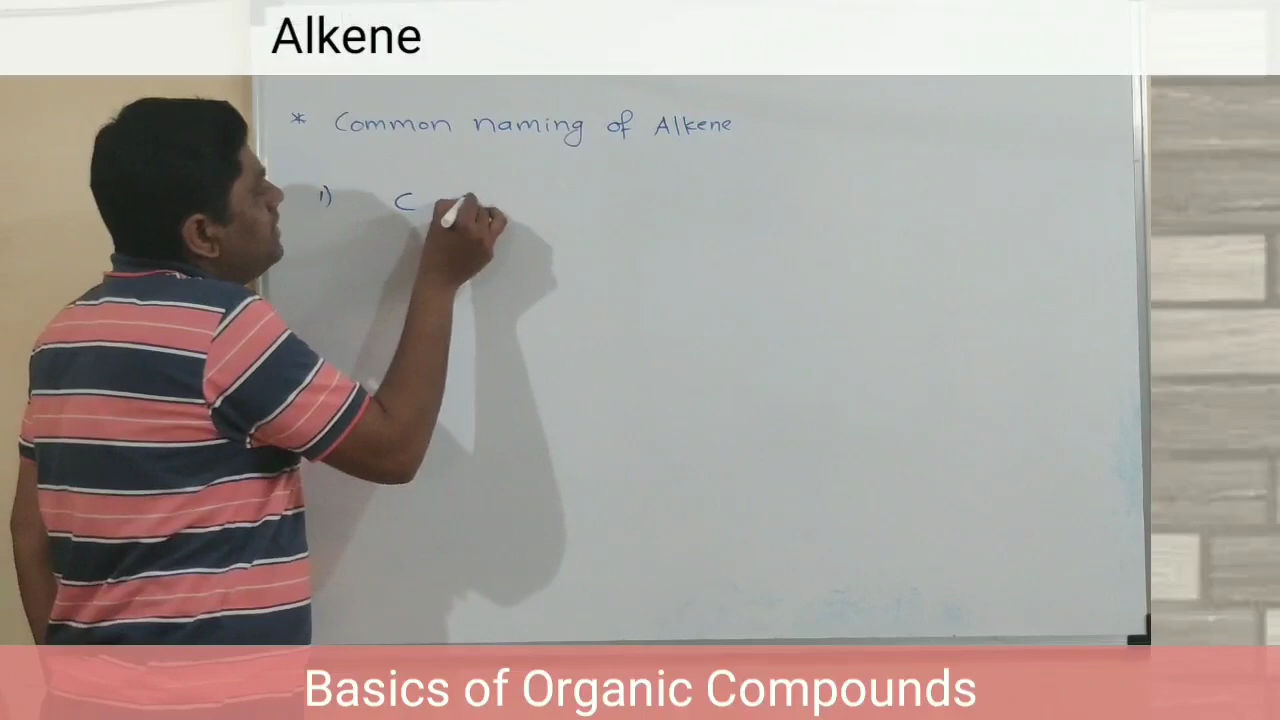 Alkene
* Common naming of Alkene
1) C
Basics of Organic Compounds